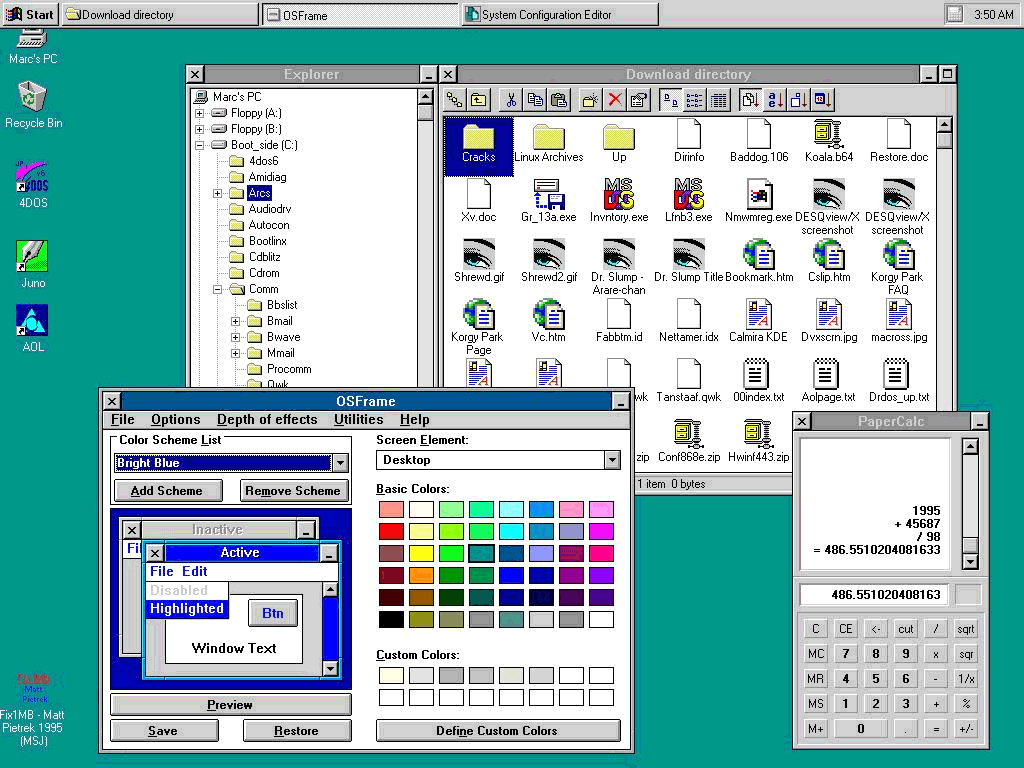 Start
Download directory
OSFrame
System Configuration Editor
3:50 AM
Marc's PC
Recycle Bin
4DOS
Juno
AOL
Fix1MB - Matt
Pietrek 1995
(MSJ)
Explorer
Marc's PC
Floppy (A:)
Floppy (B:)
Boot_side (C:)
4dos6
Amidiag
Arcs
Audiodrv
Autocon
Bootlinx
Cdblitz
Cdrom
Comm
Bbslist
Bmail
Bwave
Mmail
Procomm
Qwk
Download directory
Cracks
Linux Archives
Up
Dirinfo
Baddog.106
Koala.b64
Restore.doc
Xv.doc
Gr_13a.exe
Invntory.exe
Lfnb3.exe
Nmwmreg.exe
DESQview/X
screenshot
DESQview/X
screenshot
Shrewd.gif
Shrewd2.gif
Dr. Slump -
Arare-chan
Dr. Slump Title
Bookmark.htm
Cslip.htm
Korgy Park
FAQ
Korgy Park
Page
Vc.htm
Fabbtm.id
Nettamer.idx
Calmira KDE
Dvxscrn.jpg
macross.jpg
wk
Tanstaaf.qwk
00index.txt
Aolpage.txt
Drdos_up.txt
zip
Conf868e.zip
Hwinf443.zip
1 item 0 bytes
OSFrame
File Options Depth of effects Utilities Help
Color Scheme List
Bright Blue
Add Scheme
Remove Scheme
Inactive
Fi
Active
File Edit
Disabled
Highlighted
Btn
Window Text
Preview
Save
Restore
Screen Element:
Desktop
Basic Colors:
Custom Colors:
Define Custom Colors
PaperCalc
1995
+ 45687
/ 98
= 486.5510204081633
486.551020408163
C CE <- cut / sqrt
MC 7 8 9 x sqr
MR 4 5 6 - 1/x
MS 1 2 3 + %
M+ 0 . = +/-